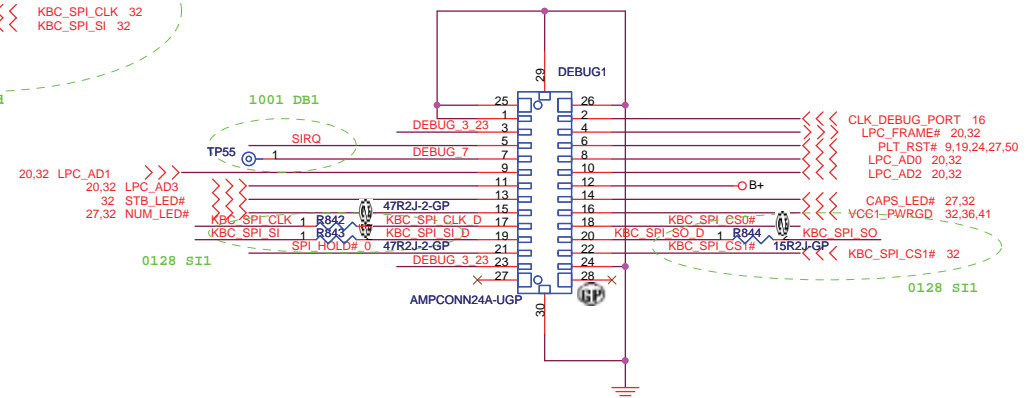 KBC_SPI_CLK 32
KBC_SPI_SI 32
DEBUG1
29
1001 DB1
25
26
1
2
CLK_DEBUG_PORT 16
DEBUG_3_23
3
4
LPC_FRAME# 20,32
SIRQ
5
6
PLT_RST# 9,19,24,27,50
TP55
1
DEBUG_7
7
8
LPC_AD0 20,32
20,32 LPC_AD1
9
10
LPC_AD2 20,32
20,32 LPC_AD3
11
12
B+
32 STB_LED#
13
14
CAPS_LED# 27,32
27,32 NUM_LED#
47R2J-2-GP
15
16
VCC1_PWRGD 32,36,41
KBC_SPI_CLK
1
R842
KBC_SPI_CLK_D
17
18
KBC_SPI_CS0#
KBC_SPI_SI
1
R843
KBC_SPI_SI_D
19
20
KBC_SPI_SO_D
1
R844
KBC_SPI_SO
SPI_HOLD#_0
47R2J-2-GP
21
22
KBC_SPI_CS1#
15R2J-GP
KBC_SPI_CS1# 32
0128 SI1
DEBUG_3_23
23
24
27
28
0128 SI1
AMPCONN24A-UGP
GP
30